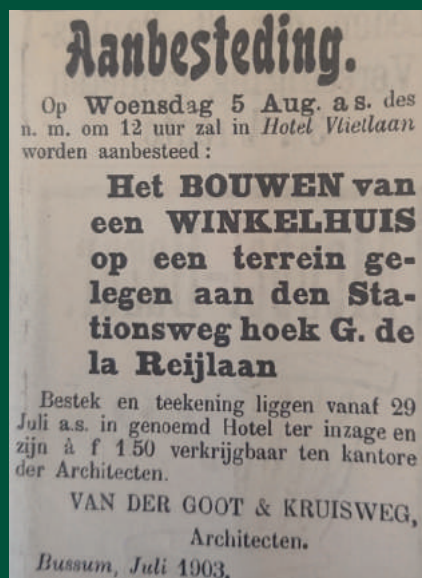 Aanbesteding.
Op Woensdag 5 Aug. a s. des
n. m. om 12 uur zal in Hotel Vlietlaan
worden aanbesteed :
Het BOUWEN van
een WINKELHUIS
op een terrein ge-
legen aan den Sta-
tionsweg hoek G. de
la Reijlaan
Bestek en teekening liggen vanaf 29
Juli a.s. in genoemd Hotel ter inzage en
zijn à f 1 50 verkrijgbaar ten kantore
der Architecten.
VAN DER GOOT & KRUISWEG,
Architecten.
Bussum, Juli 1903.